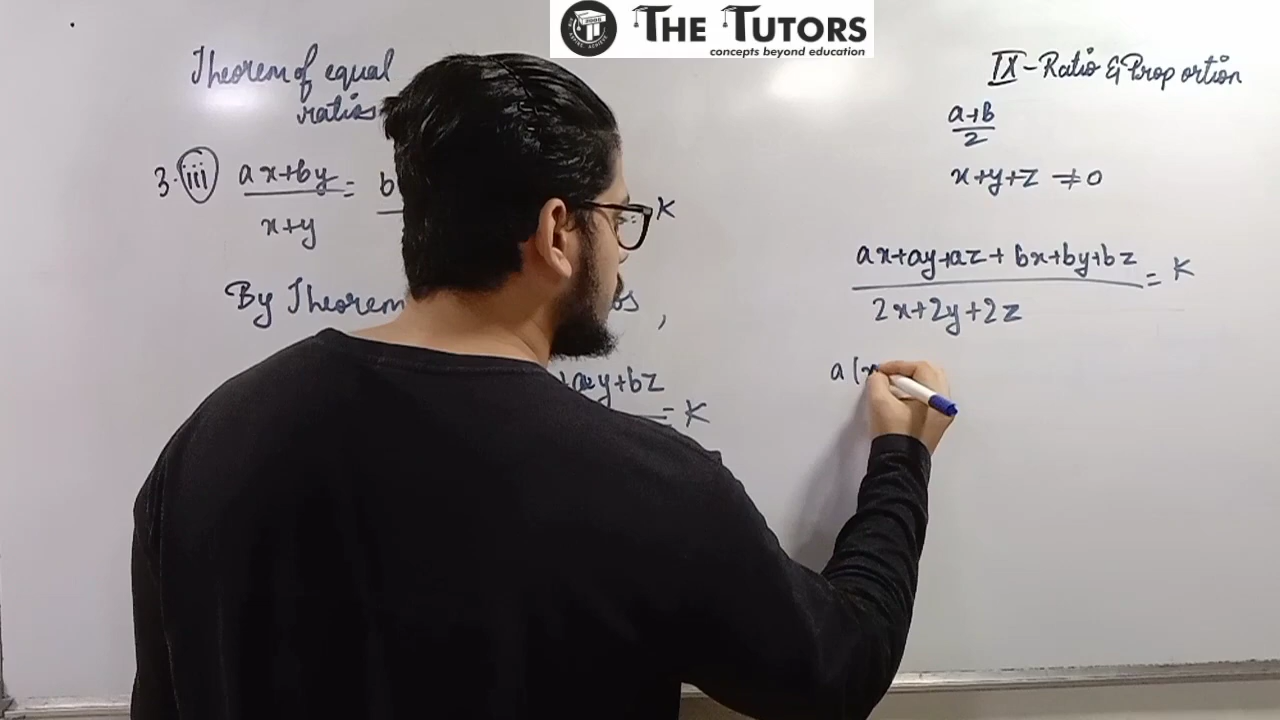 THE TUTORS
concepts beyond education
Theorem of equal
ratios
3. iii ax+by/x+y = b = K
By Theorem
+ay+bz = K
IX - Ratio & Proportion
a+b/2
x+y+z ≠ 0
ax+ay+az+bx+by+bz/2x+2y+2z = K
a(x